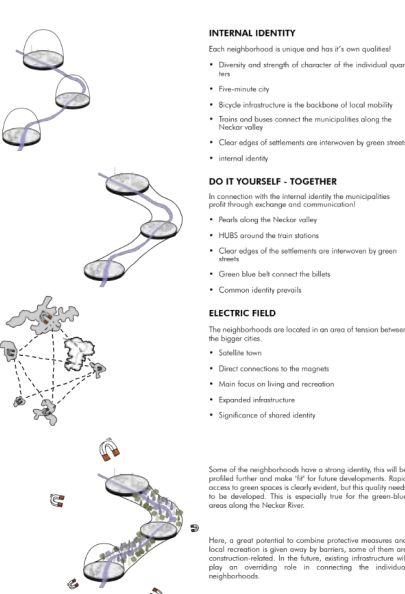 INTERNAL IDENTITY
Each neighborhood is unique and has it's own qualities!
• Diversity and strength of character of the individual quar
ters
• Five-minute city
• Bicycle infrastructure is the backbone of local mobility
• Trains and buses connect the municipalities along the
Neckar valley
• Clear edges of settlements are interwoven by green streets
• internal identity
DO IT YOURSELF - TOGETHER
In connection with the internal identity the municipalities
profit through exchange and communication!
• Pearls along the Neckar valley
• HUBS around the train stations
• Clear edges of the settlements are interwoven by green
streets
• Green blue belt connect the billets
• Common identity prevails
ELECTRIC FIELD
The neighborhoods are located in an area of tension between
the bigger cities.
• Satellite town
• Direct connections to the magnets
• Main focus on living and recreation
• Expanded infrastructure
• Significance of shared identity
Some of the neighborhoods have a strong identity, this will be
profiled further and make "fit" for future developments. Rapid
access to green spaces is clearly evident, but this quality needs
to be developed. This is especially true for the green-blue
areas along the Neckar River.
Here, a great potential to combine protective measures and
local recreation is given away by barriers, some of them are
construction-related. In the future, existing infrastructure will
play an overriding role in connecting the individual
neighborhoods.